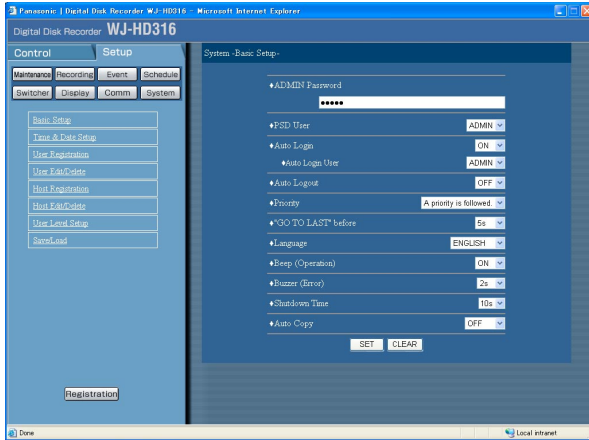 Panasonic | Digital Disk Recorder WJ-HD316 - Microsoft Internet Explorer
Digital Disk Recorder WJ-HD316
Control Setup
Maintenance Recording Event Schedule
Switcher Display Comm System
Basic Setup
Time & Date Setup
User Registration
User Edit/Delete
Host Registration
Host Edit/Delete
User Level Setup
Save/Load
Registration
System -Basic Setup-
♦ADMIN Password
●●●●●
♦PSD User ADMIN
♦Auto Login ON
♦Auto Login User ADMIN
♦Auto Logout OFF
♦Priority A priority is followed.
♦"GO TO LAST" before 5s
♦Language ENGLISH
♦Beep (Operation) ON
♦Buzzer (Error) 2s
♦Shutdown Time 10s
♦Auto Copy OFF
SET CLEAR
Done Local intranet